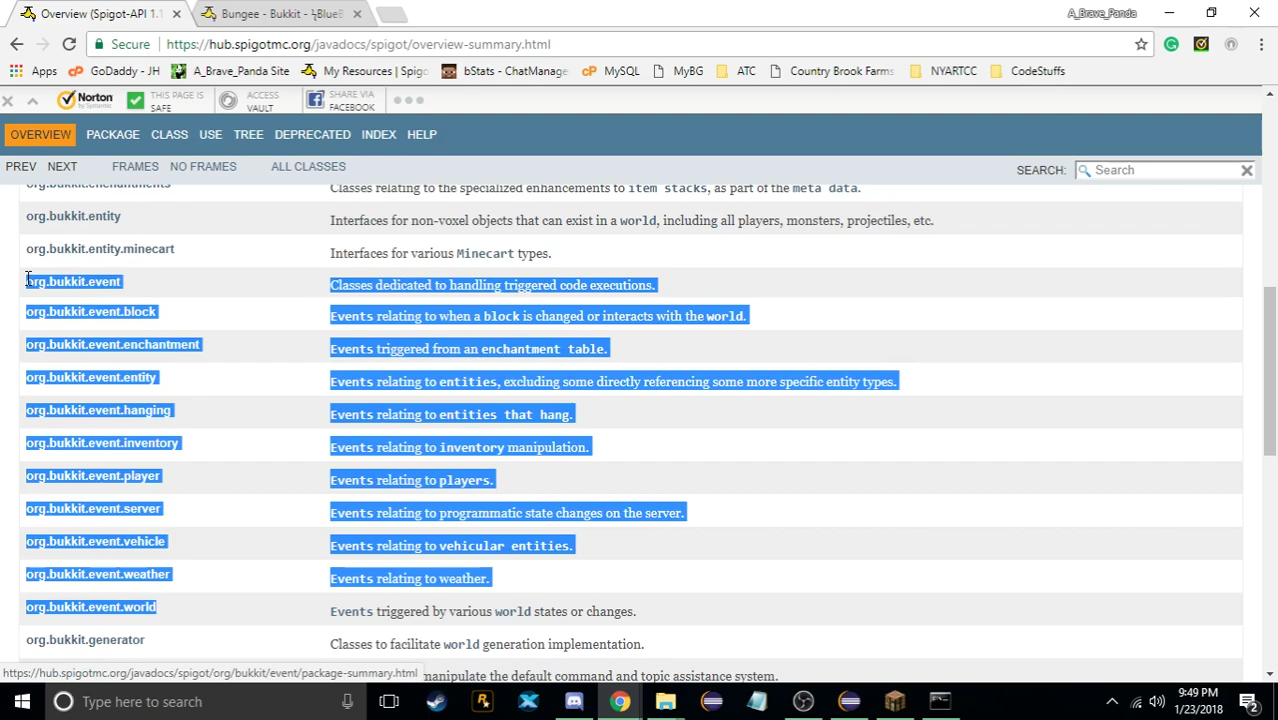 Overview (Spigot-API 1.1
Bungee - Bukkit -
A_Brave_Panda
Secure
https://hub.spigotmc.org/javadocs/spigot/overview-summary.html
Apps
GoDaddy - JH
A_Brave_Panda Site
My Resources | Spigo
bStats - ChatManage
MySQL
MyBG
ATC
Country Brook Farms
NYARTCC
CodeStuffs
Norton
by Symantec
THIS PAGE IS
SAFE
ACCESS
VAULT
SHARE VIA
FACEBOOK
OVERVIEW PACKAGE CLASS USE TREE DEPRECATED INDEX HELP
PREV NEXT FRAMES NO FRAMES ALL CLASSES
SEARCH: Search
org.bukkit.enchantments Classes relating to the specialized enhancements to item stacks, as part of the meta data.
org.bukkit.entity Interfaces for non-voxel objects that can exist in a world, including all players, monsters, projectiles, etc.
org.bukkit.entity.minecart Interfaces for various Minecart types.
org.bukkit.event Classes dedicated to handling triggered code executions.
org.bukkit.event.block Events relating to when a block is changed or interacts with the world.
org.bukkit.event.enchantment Events triggered from an enchantment table.
org.bukkit.event.entity Events relating to entities, excluding some directly referencing some more specific entity types.
org.bukkit.event.hanging Events relating to entities that hang.
org.bukkit.event.inventory Events relating to inventory manipulation.
org.bukkit.event.player Events relating to players.
org.bukkit.event.server Events relating to programmatic state changes on the server.
org.bukkit.event.vehicle Events relating to vehicular entities.
org.bukkit.event.weather Events relating to weather.
org.bukkit.event.world Events triggered by various world states or changes.
org.bukkit.generator Classes to facilitate world generation implementation.
https://hub.spigotmc.org/javadocs/spigot/org/bukkit/event/package-summary.html
manipulate the default command and topic assistance system.
Type here to search
9:49 PM
1/23/2018
2